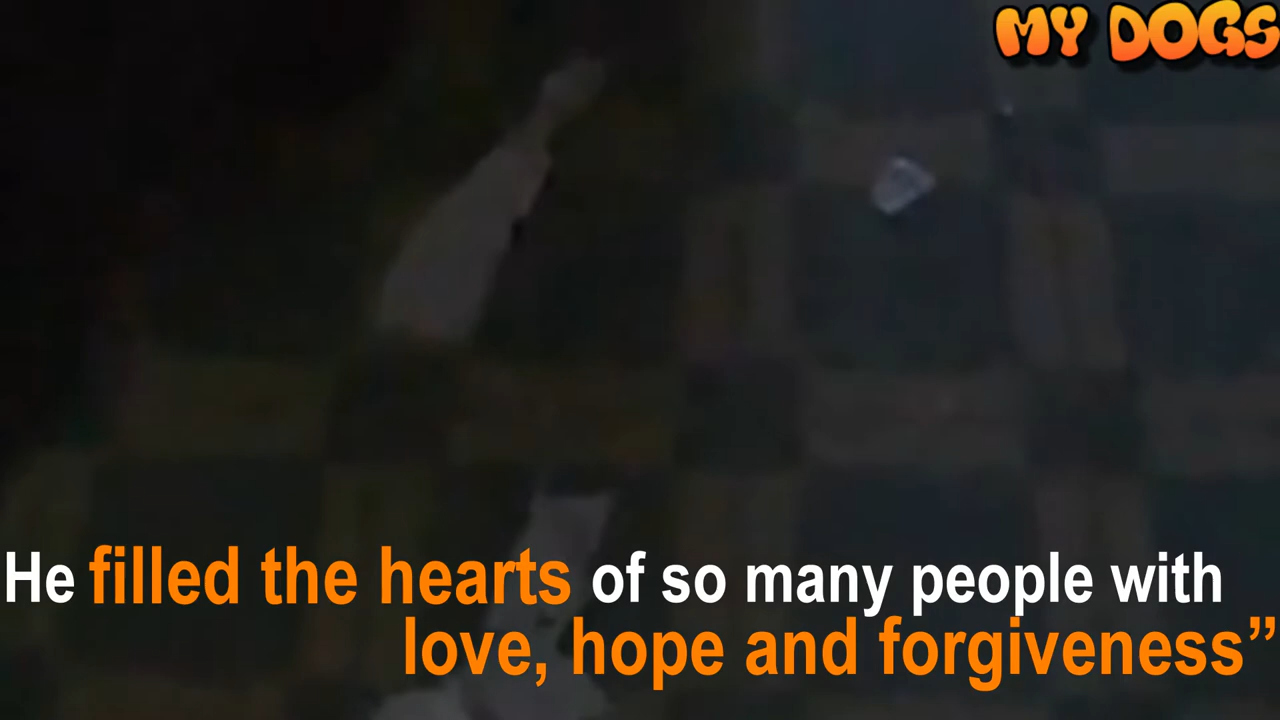 MY DOGS
He filled the hearts of so many people with
love, hope and forgiveness”